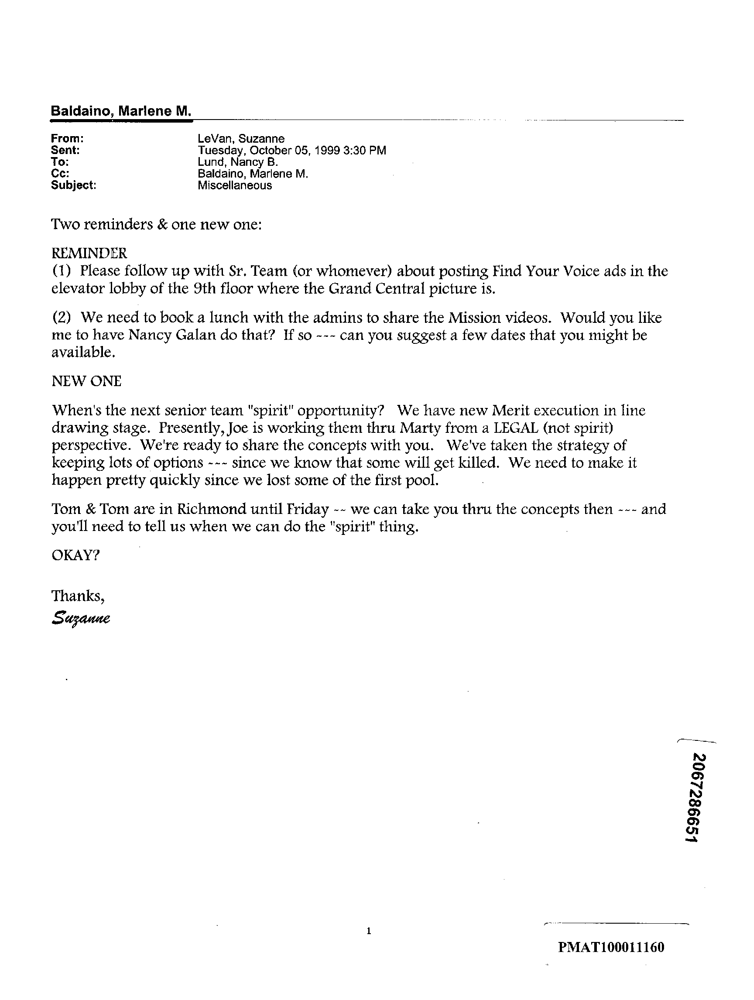 Baldaino, Marlene M.
From: LeVan, Suzanne
Sent: Tuesday, October 05, 1999 3:30 PM
To: Lund, Nancy B.
Cc: Baldaino, Marlene M.
Subject: Miscellaneous
Two reminders & one new one:
REMINDER
(1) Please follow up with Sr. Team (or whomever) about posting Find Your Voice ads in the
elevator lobby of the 9th floor where the Grand Central picture is.
(2) We need to book a lunch with the admins to share the Mission videos. Would you like
me to have Nancy Galan do that? If so --- can you suggest a few dates that you might be
available.
NEW ONE
When's the next senior team "spirit" opportunity? We have new Merit execution in line
drawing stage. Presently, Joe is working them thru Marty from a LEGAL (not spirit)
perspective. We're ready to share the concepts with you. We've taken the strategy of
keeping lots of options --- since we know that some will get killed. We need to make it
happen pretty quickly since we lost some of the first pool.
Tom & Tom are in Richmond until Friday -- we can take you thru the concepts then --- and
you'll need to tell us when we can do the "spirit" thing.
OKAY?
Thanks,
Suzanne
2067286651
1
PMAT100011160